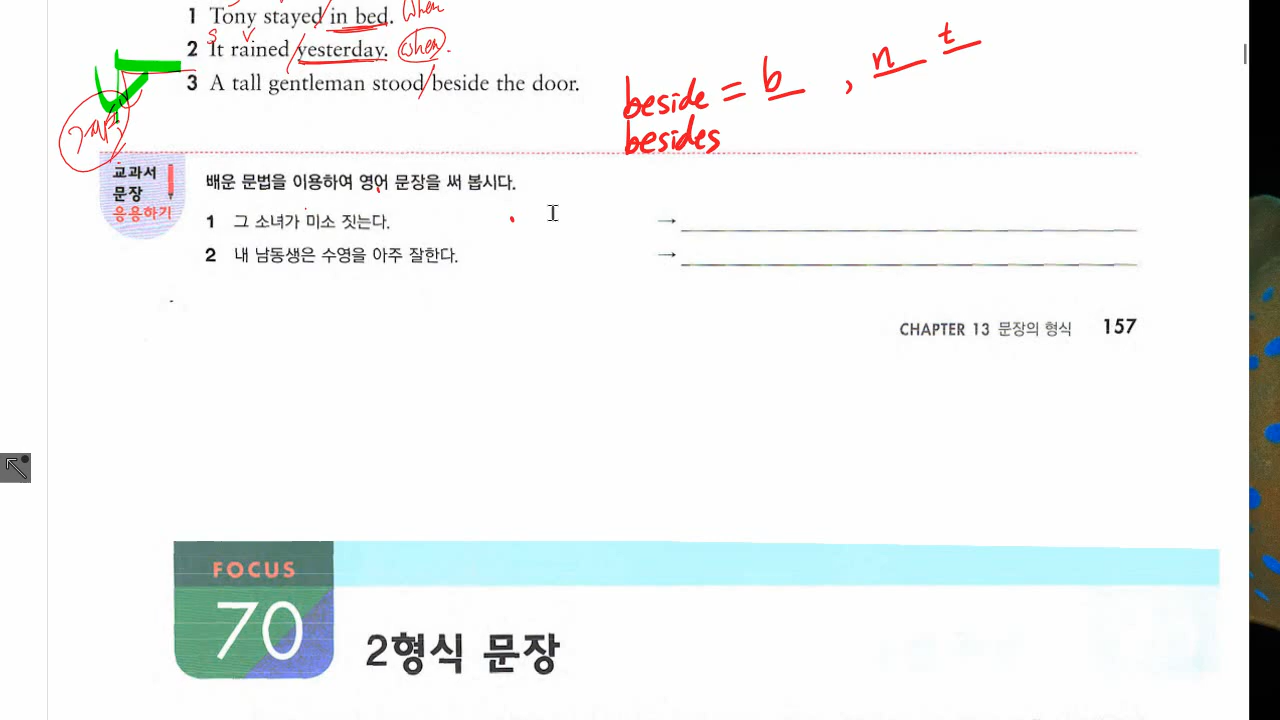 1 Tony stayed in bed. when
s v
2 It rained yesterday. when.
3 A tall gentleman stood beside the door.
beside = b , n t
besides
교과서
문장
응용하기
배운 문법을 이용하여 영어 문장을 써 봅시다.
1 그 소녀가 미소 짓는다. →
2 내 남동생은 수영을 아주 잘한다. →
CHAPTER 13 문장의 형식 157
FOCUS
70
2형식 문장